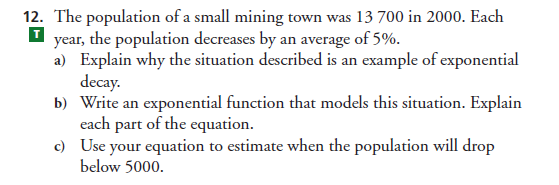 12. The population of a small mining town was 13 700 in 2000. Each
T year, the population decreases by an average of 5%.
a) Explain why the situation described is an example of exponential
decay.
b) Write an exponential function that models this situation. Explain
each part of the equation.
c) Use your equation to estimate when the population will drop
below 5000.